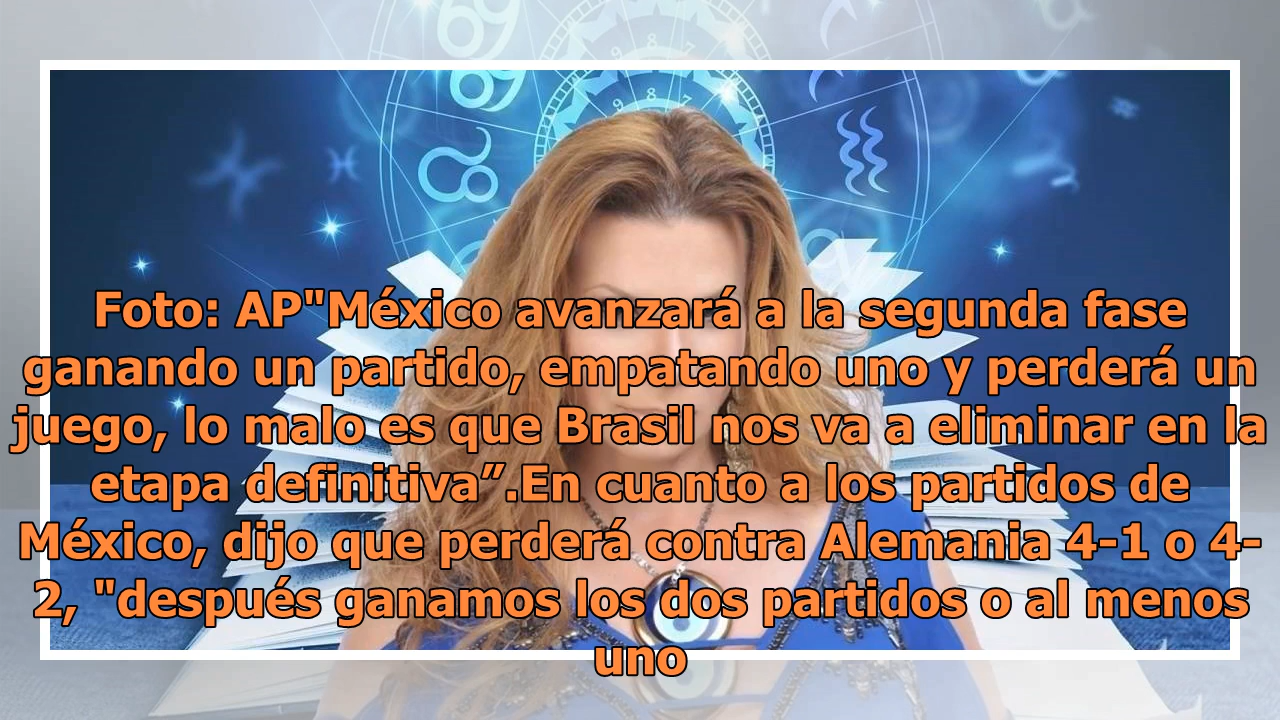 Foto: AP"México avanzará a la segunda fase
ganando un partido, empatando uno y perderá un
juego, lo malo es que Brasil nos va a eliminar en la
etapa definitiva”.En cuanto a los partidos de
México, dijo que perderá contra Alemania 4-1 o 4-
2, "después ganamos los dos partidos o al menos
uno